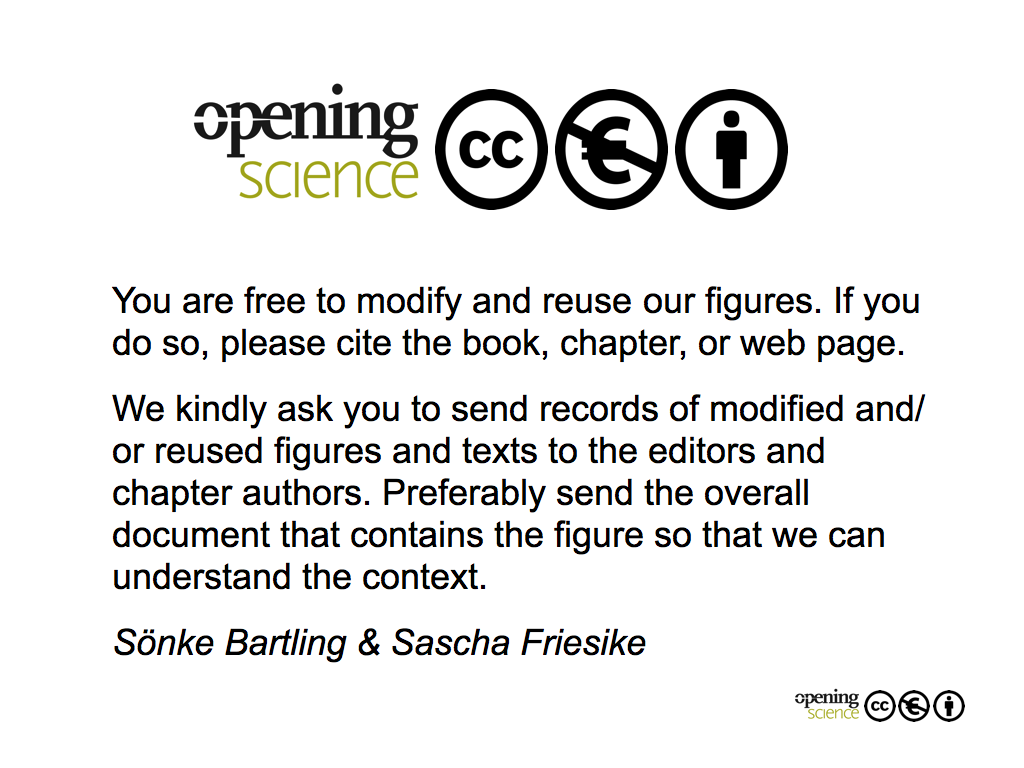 opening
science
cc
€
You are free to modify and reuse our figures. If you
do so, please cite the book, chapter, or web page.
We kindly ask you to send records of modified and/
or reused figures and texts to the editors and
chapter authors. Preferably send the overall
document that contains the figure so that we can
understand the context.
Sönke Bartling & Sascha Friesike
opening
science
cc
€